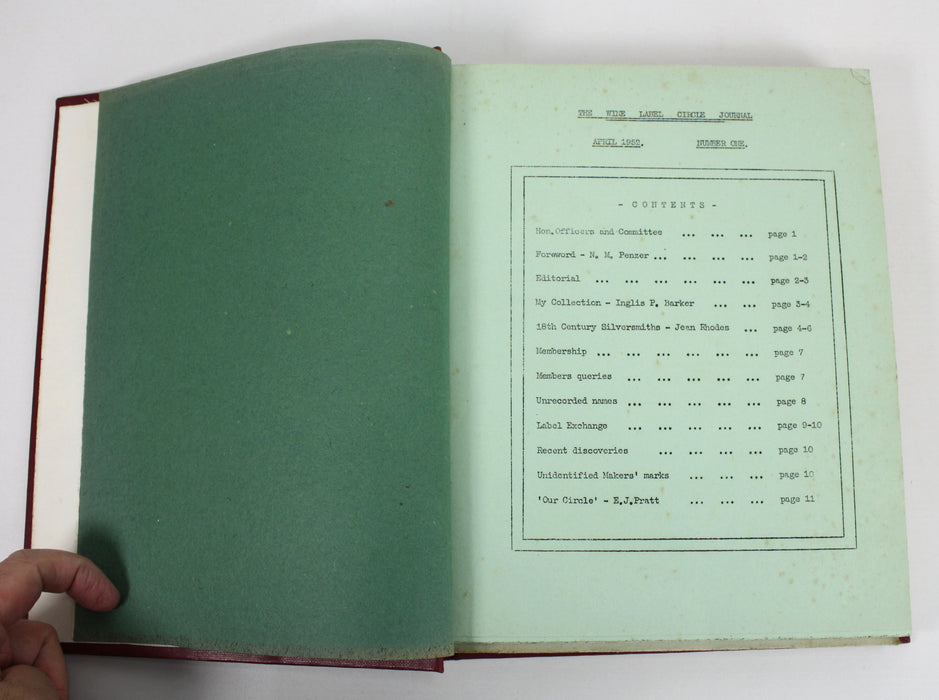 THE WINE LABEL CIRCLE JOURNAL
APRIL 1952. NUMBER ONE.
- C O N T E N T S -
Hon.Officers and Committee ... ... ... page 1
Foreword - N. M. Penzer ... ... ... ... page 1-2
Editorial ... ... ... ... ... ... page 2-3
My Collection - Inglis P. Barker ... ... page 3-4
18th Century Silversmiths - Jean Rhodes ... page 4-6
Membership ... ... ... ... ... ... page 7
Members queries ... ... ... ... ... page 7
Unrecorded names ... ... ... ... ... page 8
Label Exchange ... ... ... ... ... page 9-10
Recent discoveries ... ... ... ... page 10
Unidentified Makers' marks ... ... ... page 10
'Our Circle' - E.J.Pratt ... ... ... page 11